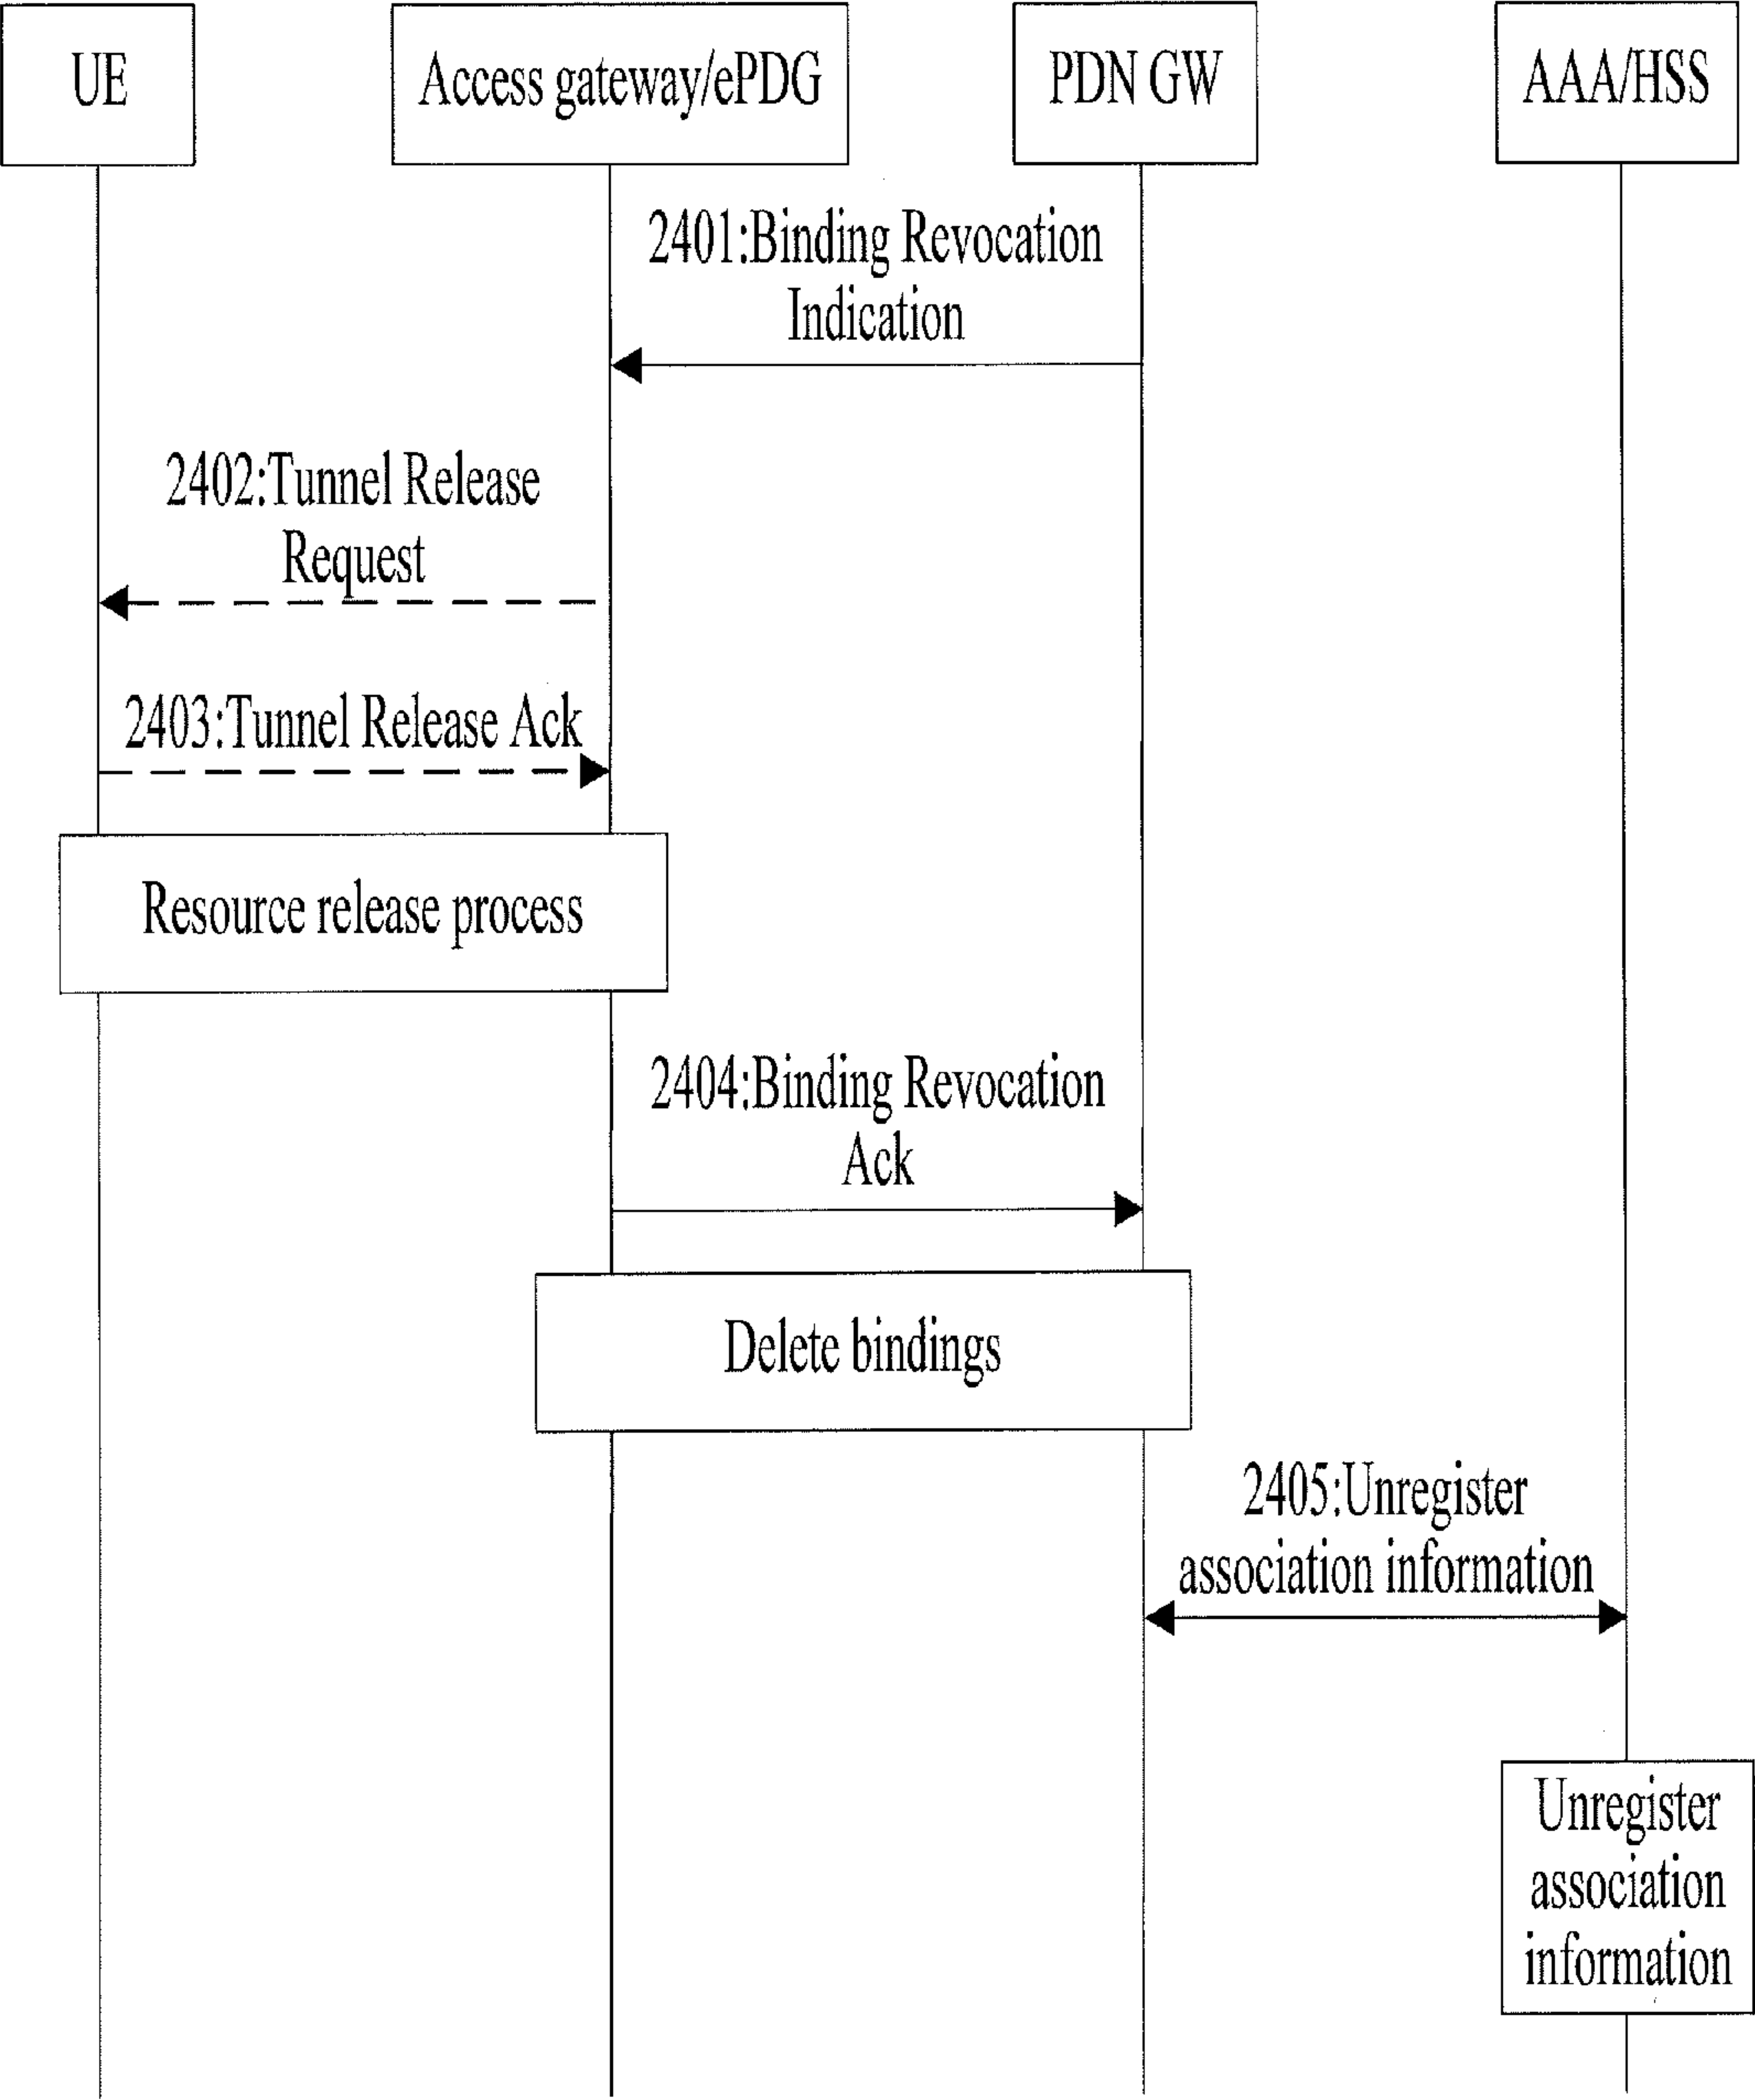 UE
Access gateway/ePDG
PDN GW
AAA/HSS
2401:Binding Revocation
Indication
2402:Tunnel Release
Request
2403:Tunnel Release Ack
Resource release process
2404:Binding Revocation
Ack
Delete bindings
2405:Unregister
association information
Unregister
association
information